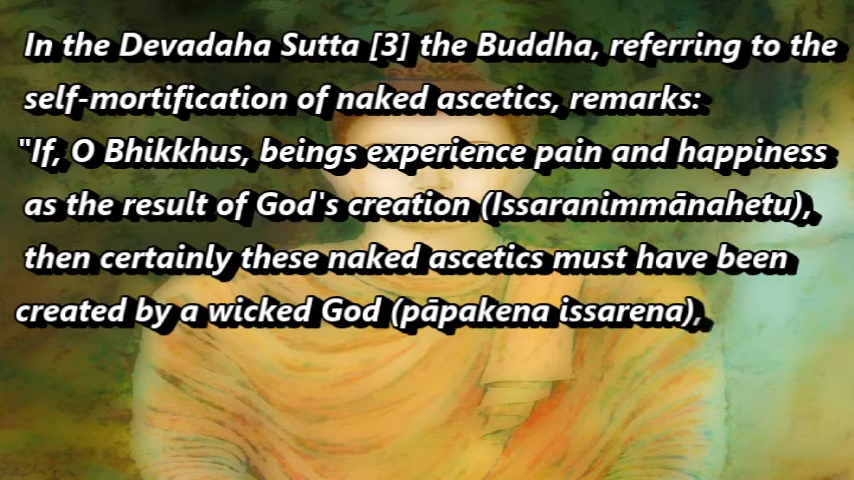 In the Devadaha Sutta [3] the Buddha, referring to the
self-mortification of naked ascetics, remarks:
"If, O Bhikkhus, beings experience pain and happiness
as the result of God's creation (Issaranimmānahetu),
then certainly these naked ascetics must have been
created by a wicked God (pāpakena issarena),